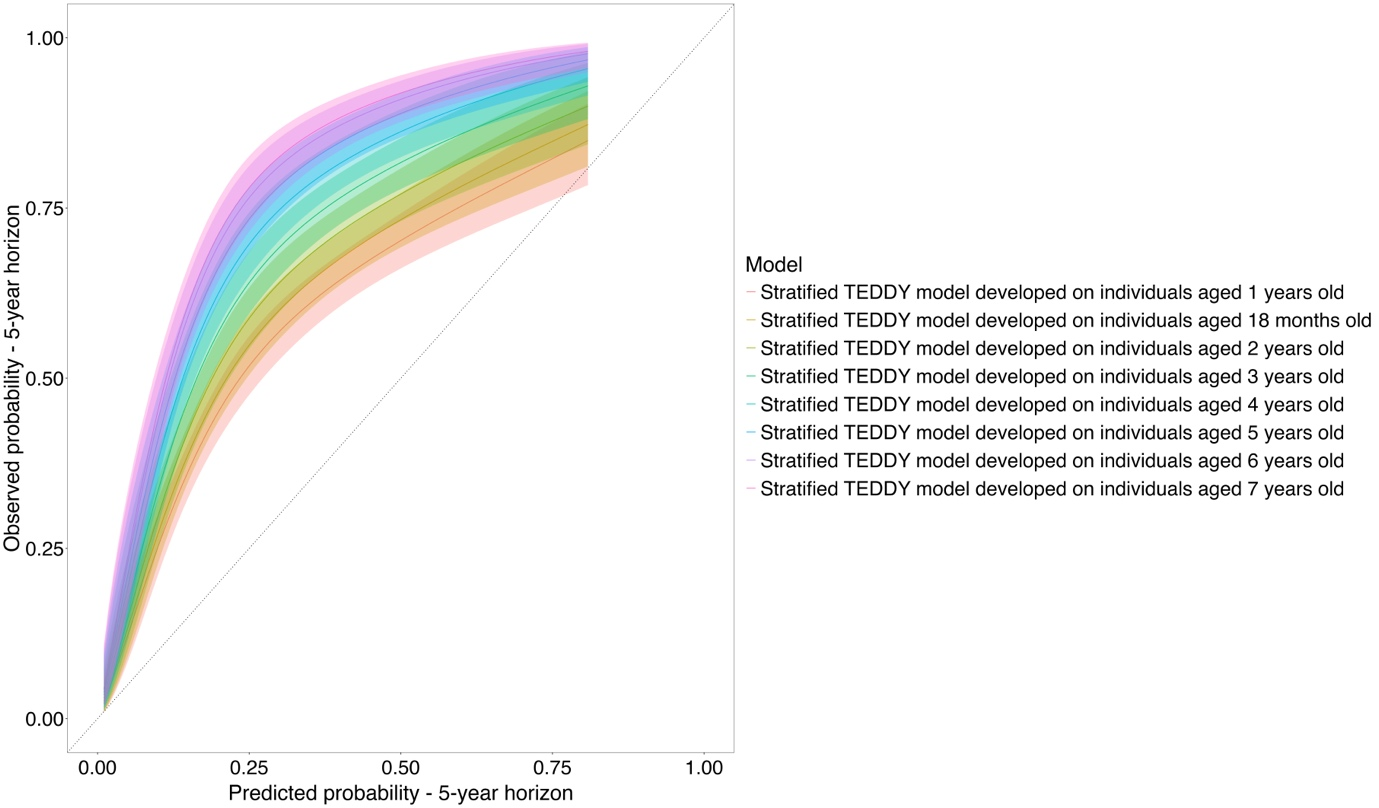 1.00
0.75
0.50
0.25
0.00
Observed probability - 5-year horizon
0.00 0.25 0.50 0.75 1.00
Predicted probability - 5-year horizon
Model
Stratified TEDDY model developed on individuals aged 1 years old
Stratified TEDDY model developed on individuals aged 18 months old
Stratified TEDDY model developed on individuals aged 2 years old
Stratified TEDDY model developed on individuals aged 3 years old
Stratified TEDDY model developed on individuals aged 4 years old
Stratified TEDDY model developed on individuals aged 5 years old
Stratified TEDDY model developed on individuals aged 6 years old
Stratified TEDDY model developed on individuals aged 7 years old